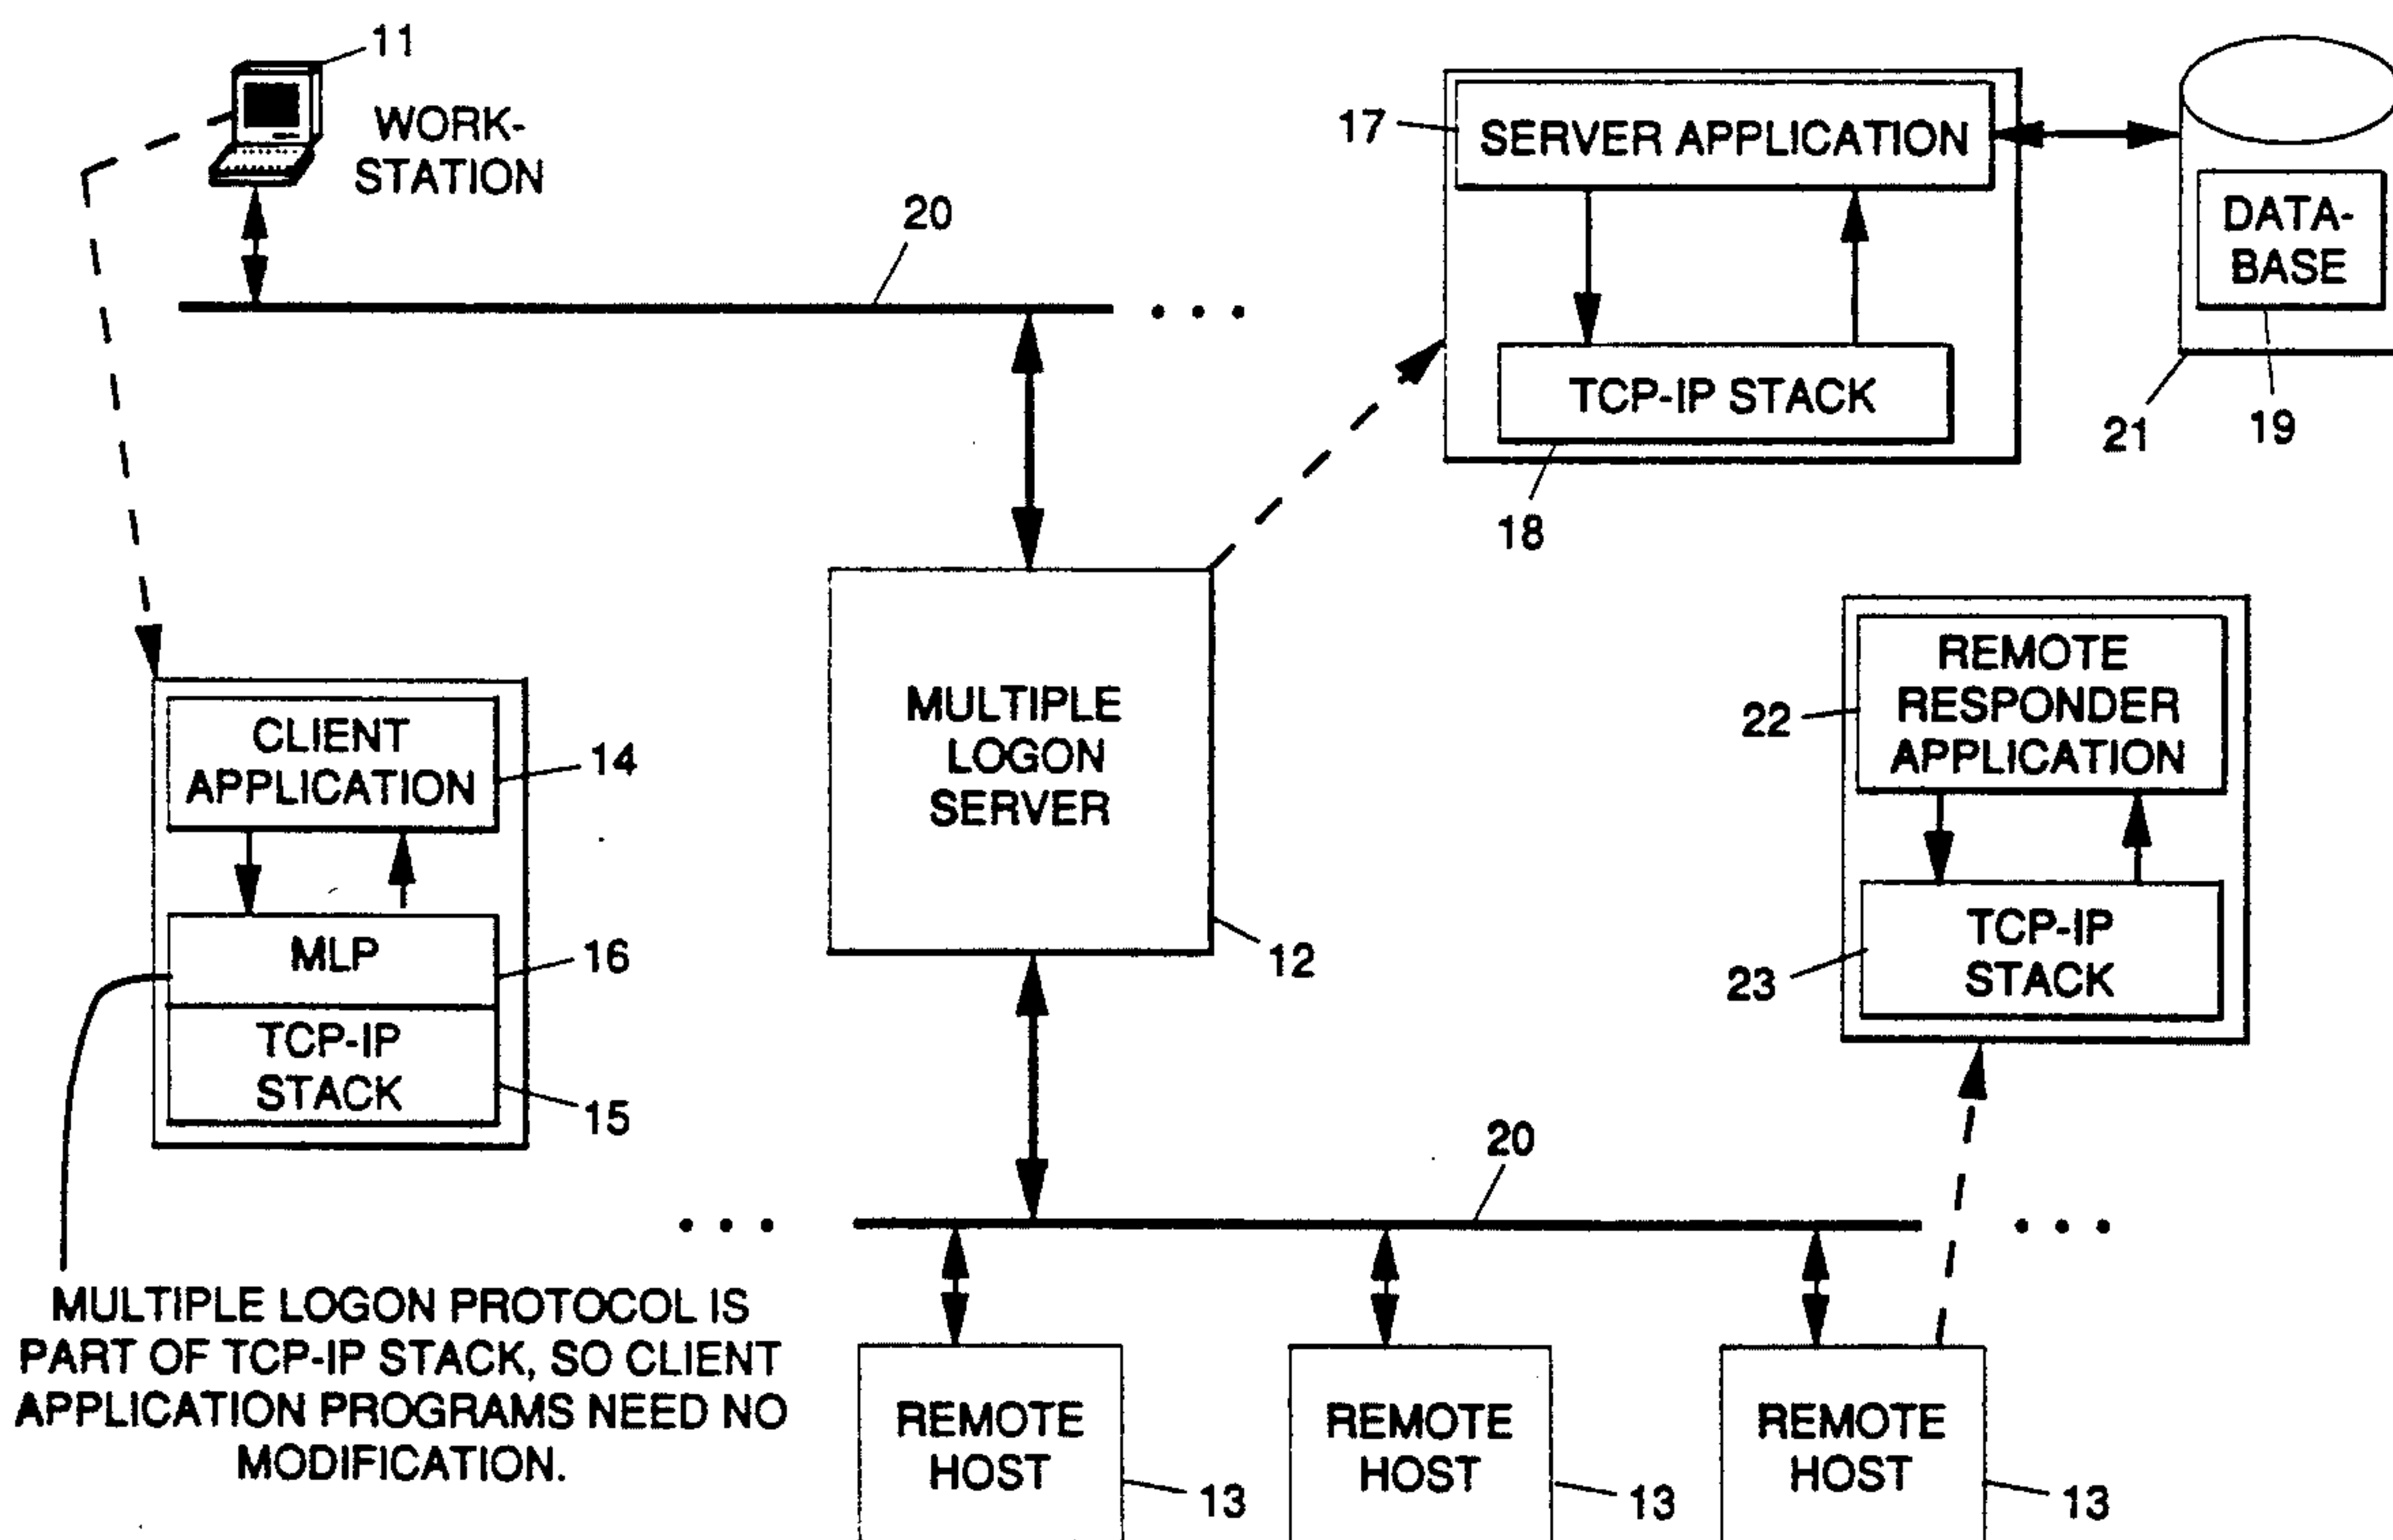 11
WORK-
STATION
17
SERVER APPLICATION
DATA-
BASE
20
TCP-IP STACK
18
21
19
CLIENT
APPLICATION
14
MULTIPLE
LOGON
SERVER
12
REMOTE
RESPONDER
APPLICATION
22
MLP
16
TCP-IP
STACK
15
TCP-IP
STACK
23
20
MULTIPLE LOGON PROTOCOL IS
PART OF TCP-IP STACK, SO CLIENT
APPLICATION PROGRAMS NEED NO
MODIFICATION.
REMOTE
HOST
13
REMOTE
HOST
13
REMOTE
HOST
13